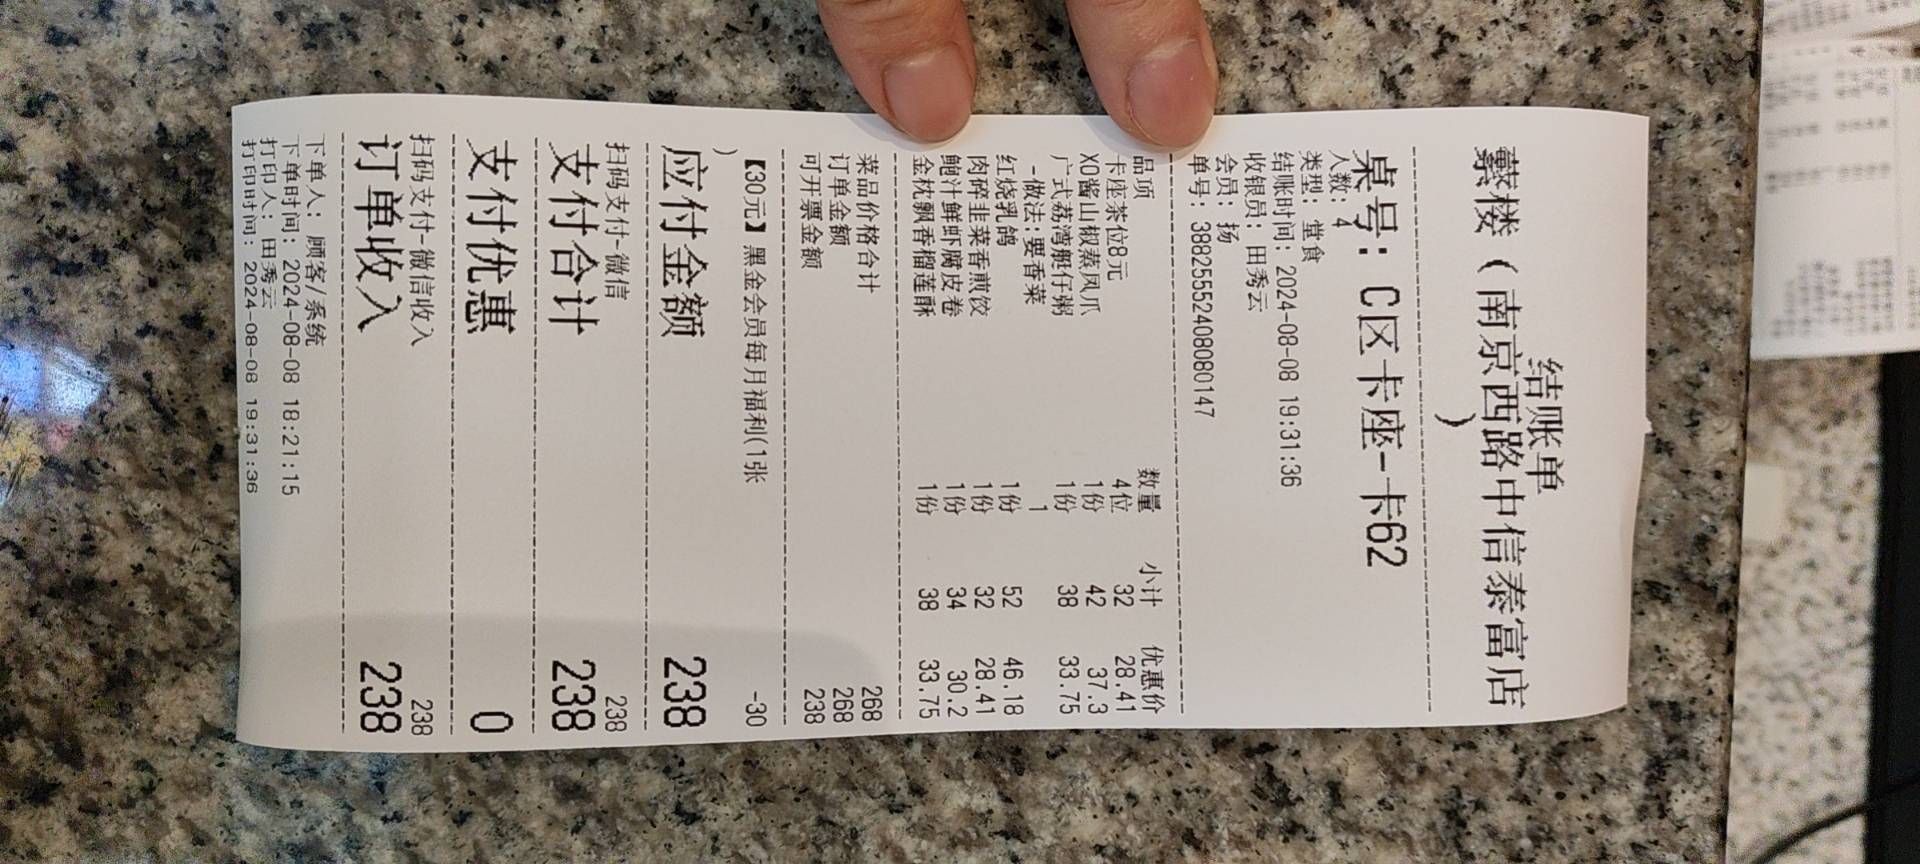 结账单
蘩楼（南京西路中信泰富店
）
桌号：C区卡座-卡62
人数：4
类型：堂食
结账时间：2024-08-08 19:31:36
收银员：田秀云
会员：扬
单号：3882555240808080147
品项 数量 小计 优惠价
卡座茶位8元 4位 32 28.41
XO酱山椒蒸凤爪 1份 42 37.3
广式荔湾艇仔粥 1份 38 33.75
-做法:要香菜 1
红烧乳鸽 1份 52 46.18
肉碎韭菜香煎饺 1份 32 28.41
鲍汁鲜虾腐皮卷 1份 34 30.2
金枕飘香榴莲酥 1份 38 33.75
菜品价格合计 268
订单金额 268
可开票金额 238
【30元】黑金会员每月福利(1张 -30
)
应付金额 238
扫码支付-微信 238
支付合计 238
支付优惠 0
扫码支付-微信收入 238
订单收入 238
下单人：顾客/系统
下单时间：2024-08-08 18:21:15
打印人：田秀云
打印时间：2024-08-08 19:31:36